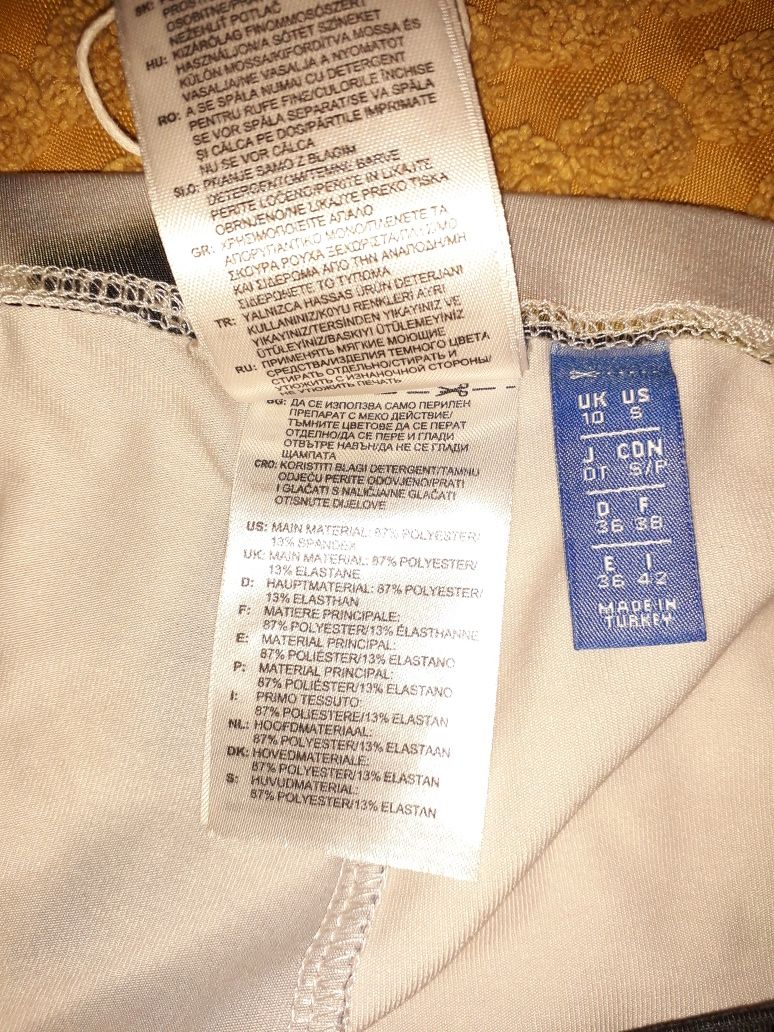 PROSTRIEDOK/
OSOBITNE/PRAŤ
NEŽEHLIŤ POTLAČ
HU: KIZÁRÓLAG FINOMMOSÓSZERT
HASZNÁLJON/A SÖTÉT SZÍNEKET
KÜLÖN MOSSA/KIFORDÍTVA MOSSA ÉS
VASALJA/NE VASALJA A NYOMATOT
RO: A SE SPĂLA NUMAI CU DETERGENT
PENTRU RUFE FINE/CULORILE ÎNCHISE
SE VOR SPĂLA SEPARAT/SE VA SPĂLA
ŞI CĂLCA PE DOS/PĂRŢILE IMPRIMATE
NU SE VOR CĂLCA
SLO: PRANJE SAMO Z BLAGIM
DETERGENTOM/TEMNE BARVE
PERITE LOČENO/PERITE IN LIKAJTE
OBRNJENO/NE LIKAJTE PREKO TISKA
GR: ΧΡΗΣΙΜΟΠΟΙΕΙΤΕ ΑΠΑΛΟ
ΑΠΟΡΥΠΑΝΤΙΚΟ ΜΟΝΟ/ΠΛΕΝΕΤΕ ΤΑ
ΣΚΟΥΡΑ ΡΟΥΧΑ ΞΕΧΩΡΙΣΤΑ/ΠΛΥΣΙΜΟ
ΚΑΙ ΣΙΔΕΡΩΜΑ ΑΠΟ ΤΗΝ ΑΝΑΠΟΔΗ/ΜΗ
ΣΙΔΕΡΩΝΕΤΕ ΤΟ ΤΥΠΩΜΑ
TR: YALNIZCA HASSAS ÜRÜN DETERJANI
KULLANINIZ/KOYU RENKLERİ AYRI
YIKAYINIZ/TERSİNDEN YIKAYINIZ VE
ÜTÜLEYİNİZ/BASKIYI ÜTÜLEMEYİNİZ
RU: ПРИМЕНЯТЬ МЯГКИЕ МОЮЩИЕ
СРЕДСТВА/ИЗДЕЛИЯ ТЕМНОГО ЦВЕТА
СТИРАТЬ ОТДЕЛЬНО/СТИРАТЬ И
УТЮЖИТЬ С ИЗНАНОЧНОЙ СТОРОНЫ/
НЕ УТЮЖИТЬ ПЕЧАТЬ
BG: ДА СЕ ИЗПОЛЗВА САМО ПЕРИЛЕН
ПРЕПАРАТ С МЕКО ДЕЙСТВИЕ/
ТЪМНИТЕ ЦВЕТОВЕ ДА СЕ ПЕРАТ
ОТДЕЛНО/ДА СЕ ПЕРЕ И ГЛАДИ
ОТВЪТРЕ НАВЪН/ДА НЕ СЕ ГЛАДИ
ЩАМПАТА
CRO: KORISTITI BLAGI DETERGENT/TAMNU
ODJEĆU PERITE ODOVJENO/PRATI
I GLAČATI S NALIČJA/NE GLAČATI
OTISNUTE DIJELOVE
US: MAIN MATERIAL: 87% POLYESTER/
13% SPANDEX
UK: MAIN MATERIAL: 87% POLYESTER/
13% ELASTANE
D: HAUPTMATERIAL: 87% POLYESTER/
13% ELASTHAN
F: MATIERE PRINCIPALE:
87% POLYESTER/13% ÉLASTHANNE
E: MATERIAL PRINCIPAL:
87% POLIÉSTER/13% ELASTANO
P: MATERIAL PRINCIPAL:
87% POLIÉSTER/13% ELASTANO
I: PRIMO TESSUTO:
87% POLIESTERE/13% ELASTAN
NL: HOOFDMATERIAAL:
87% POLYESTER/13% ELASTAAN
DK: HOVEDMATERIALE:
87% POLYESTER/13% ELASTAN
S: HUVUDMATERIAL:
87% POLYESTER/13% ELASTAN
UK US
10 S
J CDN
OT S/P
D F
36 38
E I
36 42
MADE IN
TURKEY